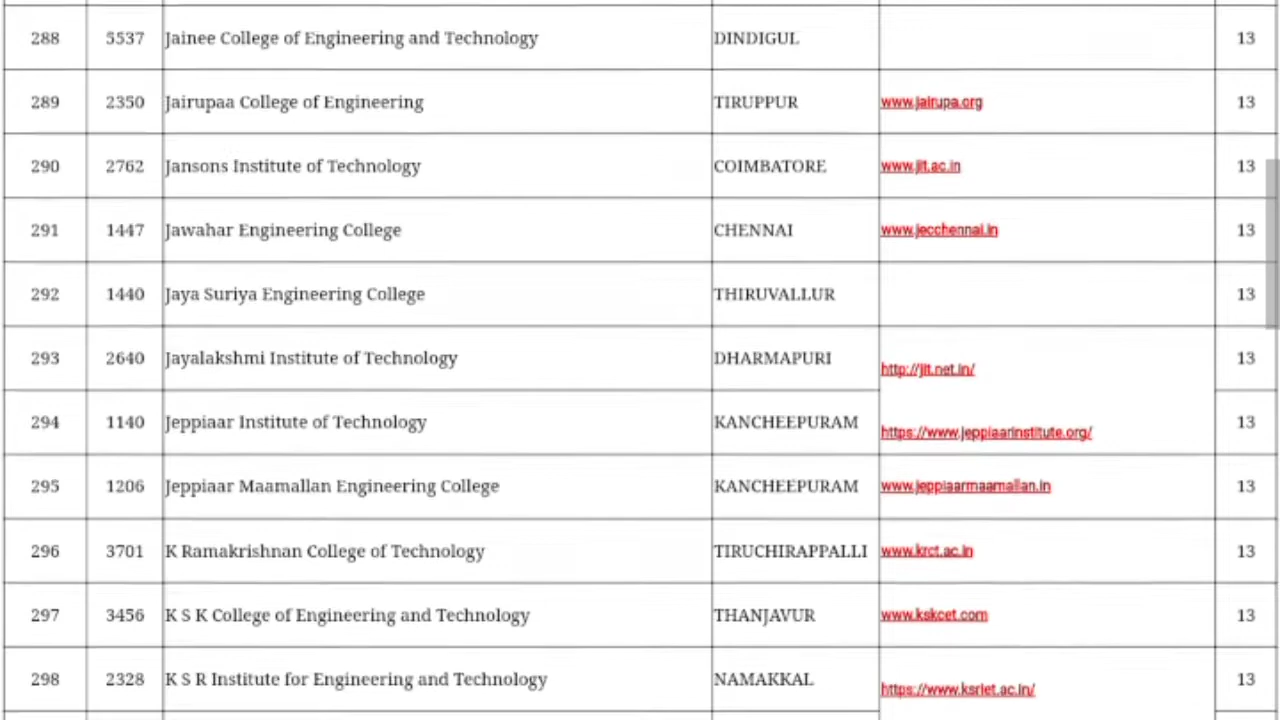 288 5537 Jainee College of Engineering and Technology DINDIGUL 13
289 2350 Jairupaa College of Engineering TIRUPPUR www.jairupa.org 13
290 2762 Jansons Institute of Technology COIMBATORE www.jit.ac.in 13
291 1447 Jawahar Engineering College CHENNAI www.jecchennai.in 13
292 1440 Jaya Suriya Engineering College THIRUVALLUR 13
293 2640 Jayalakshmi Institute of Technology DHARMAPURI http://jit.net.in/ 13
294 1140 Jeppiaar Institute of Technology KANCHEEPURAM https://www.jeppiaarinstitute.org/ 13
295 1206 Jeppiaar Maamallan Engineering College KANCHEEPURAM www.jeppiaarmaamallan.in 13
296 3701 K Ramakrishnan College of Technology TIRUCHIRAPPALLI www.krct.ac.in 13
297 3456 K S K College of Engineering and Technology THANJAVUR www.kskcet.com 13
298 2328 K S R Institute for Engineering and Technology NAMAKKAL https://www.ksriet.ac.in/ 13